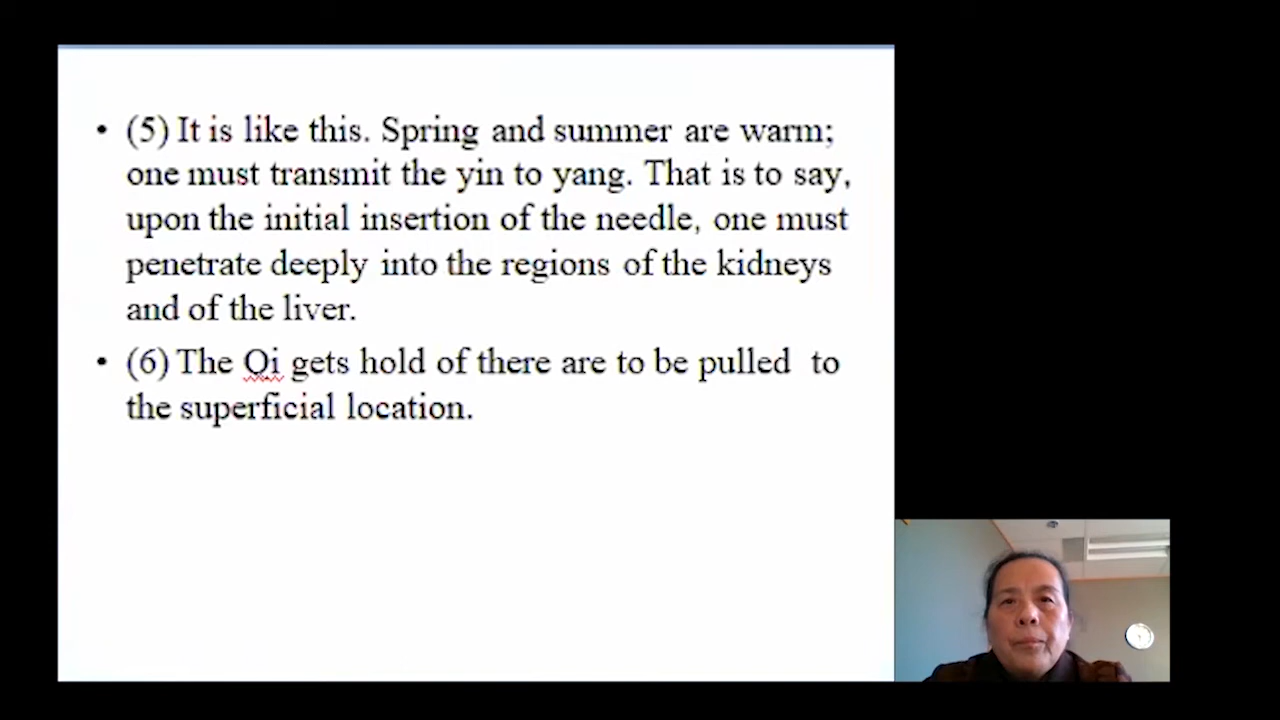 • (5) It is like this. Spring and summer are warm;
one must transmit the yin to yang. That is to say,
upon the initial insertion of the needle, one must
penetrate deeply into the regions of the kidneys
and of the liver.
• (6) The Qi gets hold of there are to be pulled to
the superficial location.